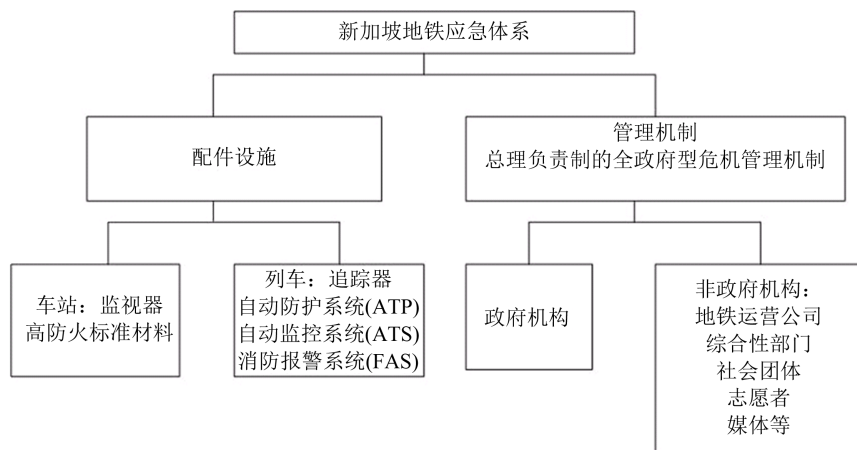 新加坡地铁应急体系
配件设施
管理机制
总理负责制的全政府型危机管理机制
车站：监视器
高防火标准材料
列车：追踪器
自动防护系统(ATP)
自动监控系统(ATS)
消防报警系统(FAS)
政府机构
非政府机构：
地铁运营公司
综合性部门
社会团体
志愿者
媒体等